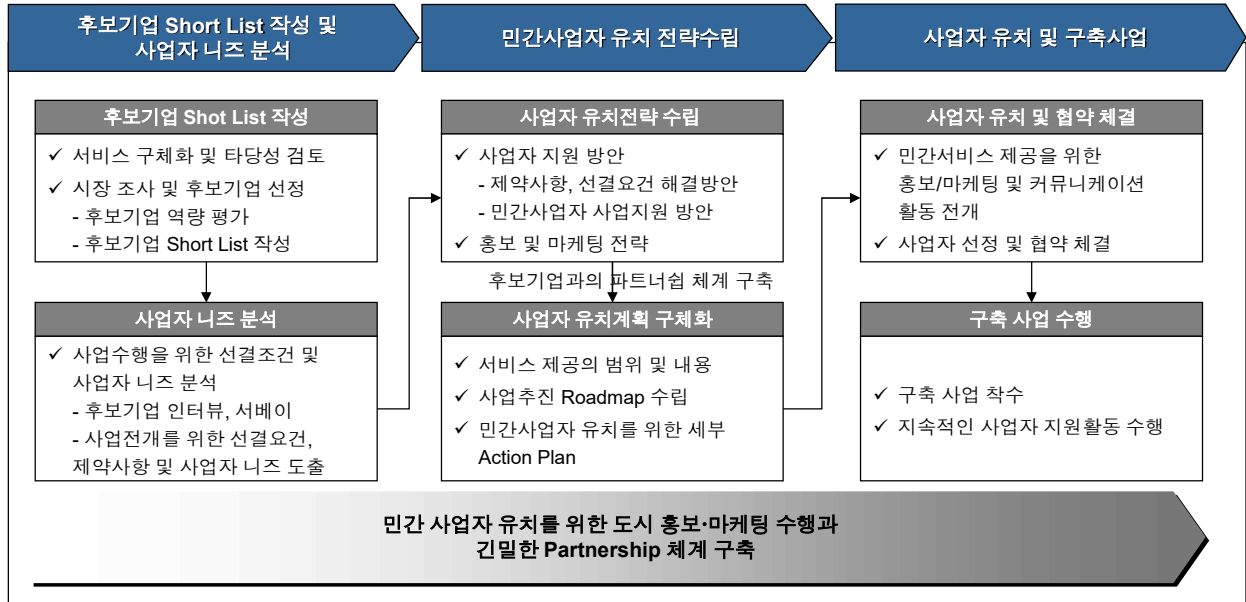 후보기업 Short List 작성 및
사업자 니즈 분석
민간사업자 유치 전략수립
사업자 유치 및 구축사업
후보기업 Shot List 작성
✓ 서비스 구체화 및 타당성 검토
✓ 시장 조사 및 후보기업 선정
- 후보기업 역량 평가
- 후보기업 Short List 작성
사업자 니즈 분석
✓ 사업수행을 위한 선결조건 및
사업자 니즈 분석
- 후보기업 인터뷰, 서베이
- 사업전개를 위한 선결요건,
제약사항 및 사업자 니즈 도출
사업자 유치전략 수립
✓ 사업자 지원 방안
- 제약사항, 선결요건 해결방안
- 민간사업자 사업지원 방안
✓ 홍보 및 마케팅 전략
후보기업과의 파트너쉽 체계 구축
사업자 유치계획 구체화
✓ 서비스 제공의 범위 및 내용
✓ 사업추진 Roadmap 수립
✓ 민간사업자 유치를 위한 세부
Action Plan
사업자 유치 및 협약 체결
✓ 민간서비스 제공을 위한
홍보/마케팅 및 커뮤니케이션
활동 전개
✓ 사업자 선정 및 협약 체결
구축 사업 수행
✓ 구축 사업 착수
✓ 지속적인 사업자 지원활동 수행
민간 사업자 유치를 위한 도시 홍보·마케팅 수행과
긴밀한 Partnership 체계 구축